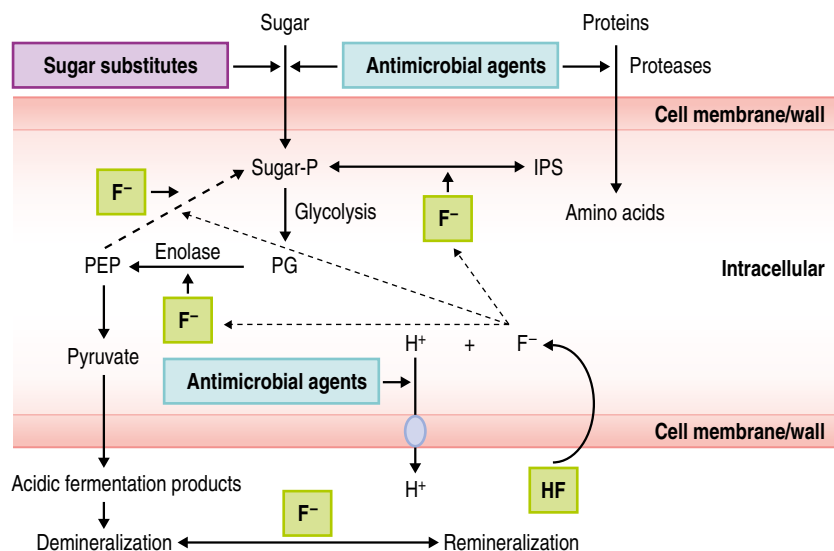 Sugar
Proteins
Sugar substitutes
Antimicrobial agents
Proteases
Cell membrane/wall
Sugar-P
IPS
F⁻
Glycolysis
F⁻
Amino acids
Enolase
PEP
PG
Intracellular
F⁻
H⁺ + F⁻
Pyruvate
Antimicrobial agents
Cell membrane/wall
Acidic fermentation products
H⁺
HF
F⁻
Demineralization
Remineralization